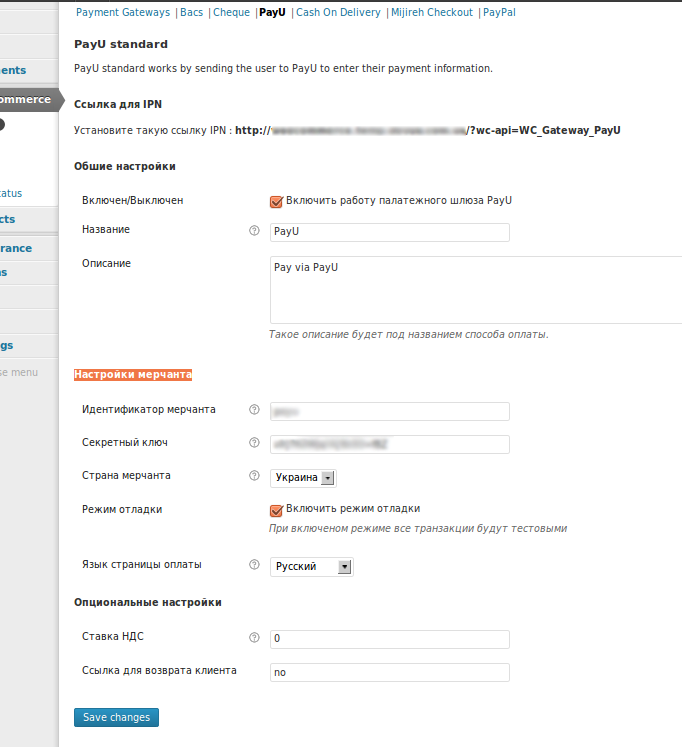 Payment Gateways | Bacs | Cheque | PayU | Cash On Delivery | Mijireh Checkout | PayPal
PayU standard
ents
PayU standard works by sending the user to PayU to enter their payment information.
ommerce
Ссылка для IPN
Установите такую ссылку IPN : http:// /?wc-api=WC_Gateway_PayU
Обшие настройки
tatus
Включен/Выключен
Включить работу палатежного шлюза PayU
cts
Название
?
PayU
rance
Описание
Pay via PayU
s
Такое описание будет под названием способа оплаты.
gs
se menu
Настройки мерчанта
Идентификатор мерчанта
?
Секретный ключ
?
Страна мерчанта
?
Украина
Режим отладки
Включить режим отладки
При включеном режиме все транзакции будут тестовыми
Язык страницы оплаты
?
Русский
Опциональные настройки
Ставка НДС
?
0
Ссылка для возврата клиента
no
Save changes